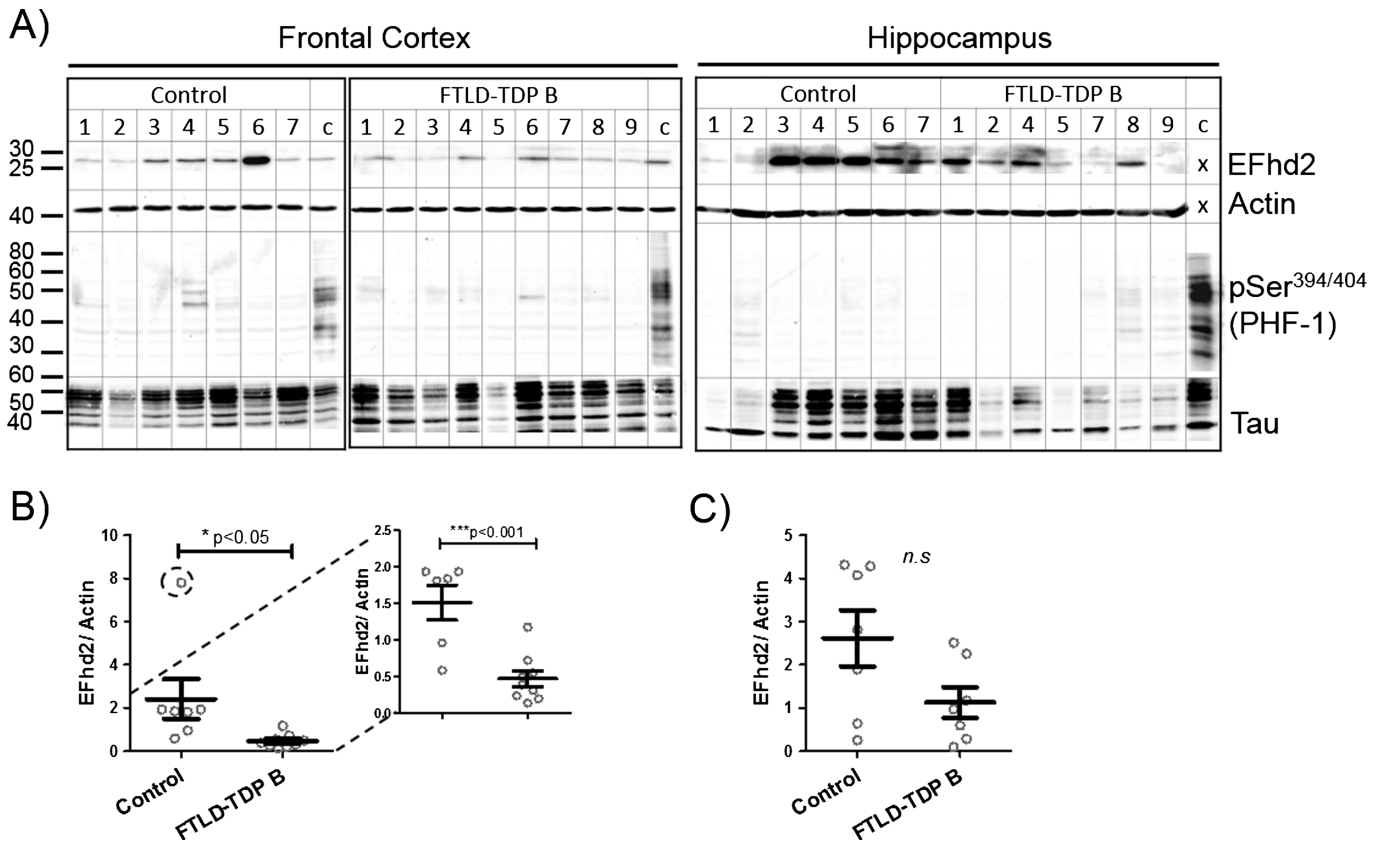 A)
Frontal Cortex
Hippocampus
Control
FTLD-TDP B
Control
FTLD-TDP B
1 2 3 4 5 6 7 c
1 2 3 4 5 6 7 8 9 c
1 2 3 4 5 6 7 1 2 4 5 7 8 9 c
30
25
x EFhd2
40
x Actin
80
60
50
40
30
pSer394/404
(PHF-1)
60
50
40
Tau
B)
EFhd2/ Actin
10
8
6
4
2
0
* p<0.05
Control
FTLD-TDP B
EFhd2/ Actin
2.5
2.0
1.5
1.0
0.5
0.0
***p<0.001
C)
EFhd2/ Actin
5
4
3
2
1
0
n.s
Control
FTLD-TDP B